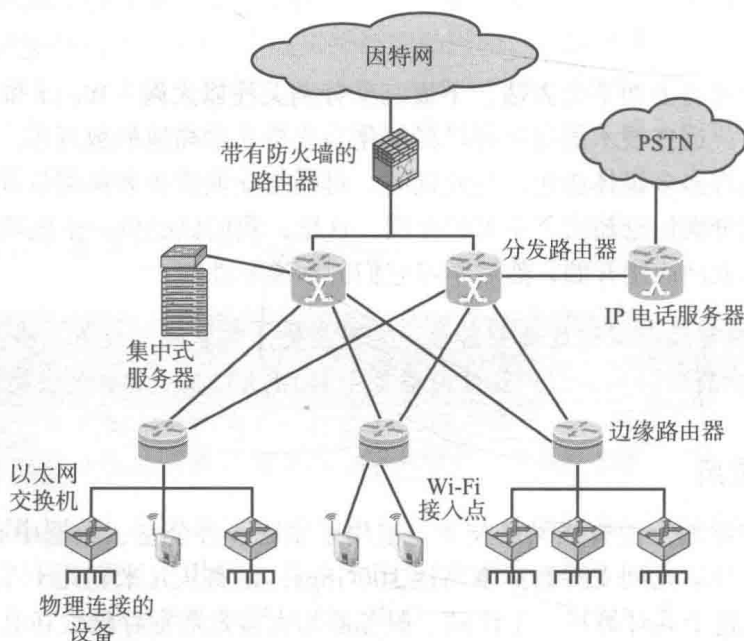 因特网
带有防火墙的
路由器
PSTN
分发路由器
IP 电话服务器
集中式
服务器
边缘路由器
以太网
交换机
Wi-Fi
接入点
物理连接的
设备